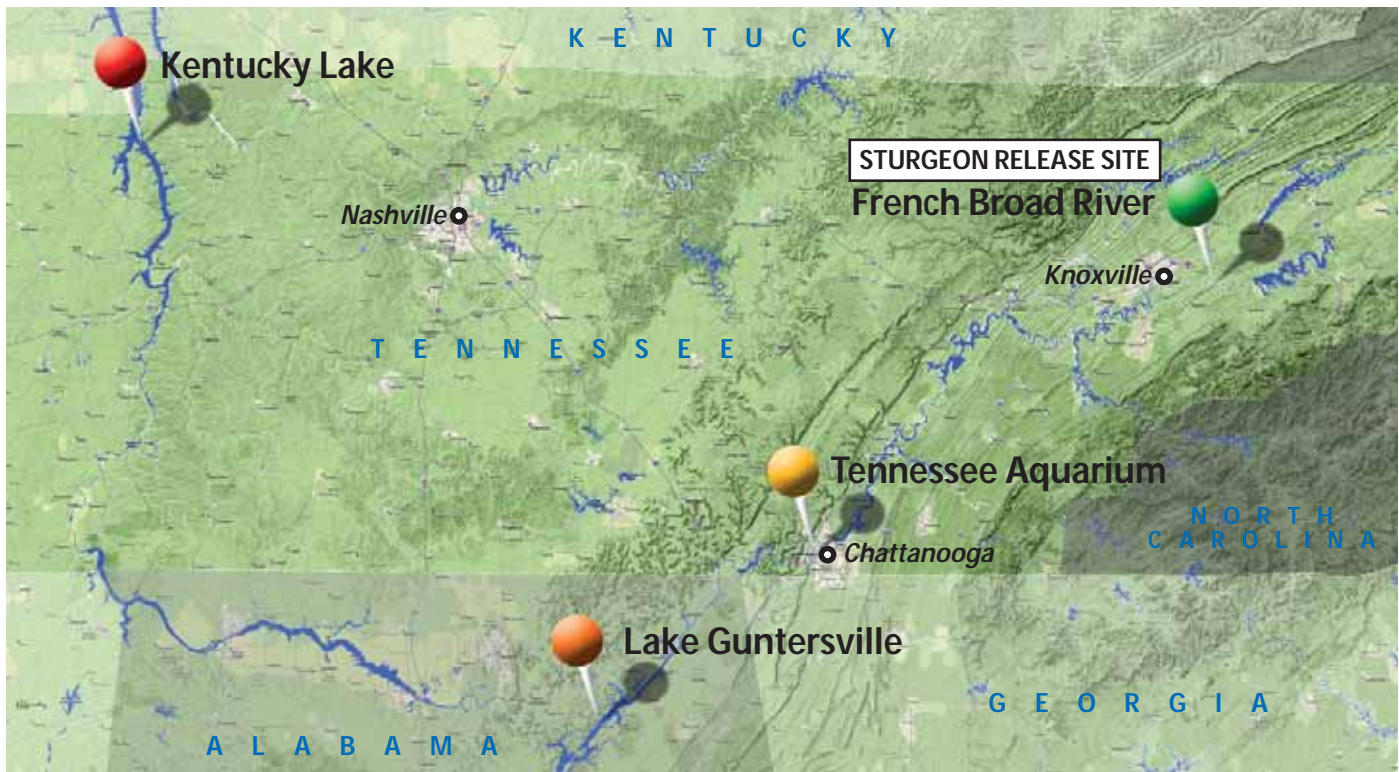 KENTUCKY
Kentucky Lake
STURGEON RELEASE SITE
French Broad River
Nashville
Knoxville
TENNESSEE
Tennessee Aquarium
NORTH
CAROLINA
Chattanooga
Lake Guntersville
GEORGIA
ALABAMA